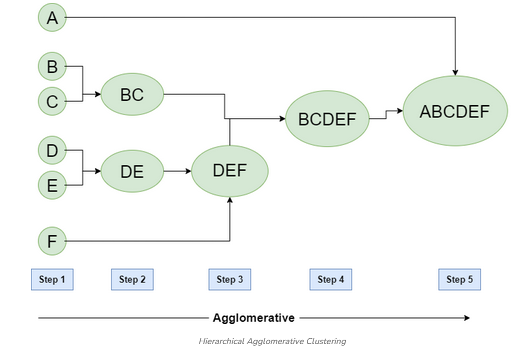 A
B
C
BC
D
E
DE
DEF
F
BCDEF
ABCDEF
Step 1
Step 2
Step 3
Step 4
Step 5
Agglomerative
Hierarchical Agglomerative Clustering